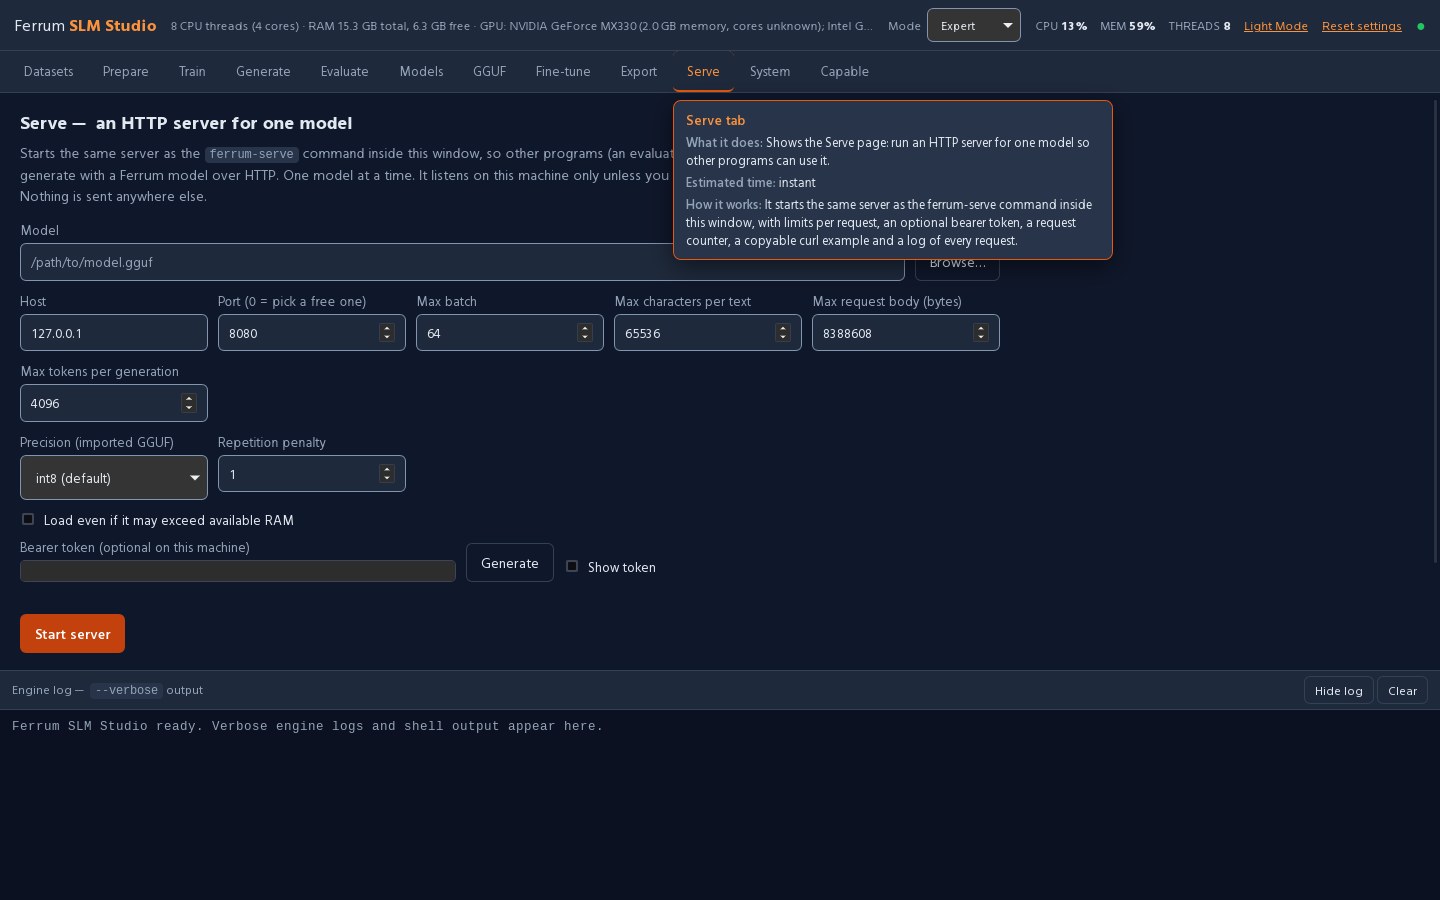 Ferrum SLM Studio 8 CPU threads (4 cores) · RAM 15.3 GB total, 6.3 GB free · GPU: NVIDIA GeForce MX330 (2.0 GB memory, cores unknown); Intel G... Mode Expert CPU 13% MEM 59% THREADS 8 Light Mode Reset settings
Datasets Prepare Train Generate Evaluate Models GGUF Fine-tune Export Serve System Capable
Serve — an HTTP server for one model
Starts the same server as the ferrum-serve command inside this window, so other programs (an evaluat
generate with a Ferrum model over HTTP. One model at a time. It listens on this machine only unless you
Nothing is sent anywhere else.
Serve tab
What it does: Shows the Serve page: run an HTTP server for one model so
other programs can use it.
Estimated time: instant
How it works: It starts the same server as the ferrum-serve command inside
this window, with limits per request, an optional bearer token, a request
counter, a copyable curl example and a log of every request.
Model
/path/to/model.gguf Browse...
Host Port (0 = pick a free one) Max batch Max characters per text Max request body (bytes)
127.0.0.1 8080 64 65536 8388608
Max tokens per generation
4096
Precision (imported GGUF) Repetition penalty
int8 (default) 1
Load even if it may exceed available RAM
Bearer token (optional on this machine)
Generate Show token
Start server
Engine log — --verbose output Hide log Clear
Ferrum SLM Studio ready. Verbose engine logs and shell output appear here.